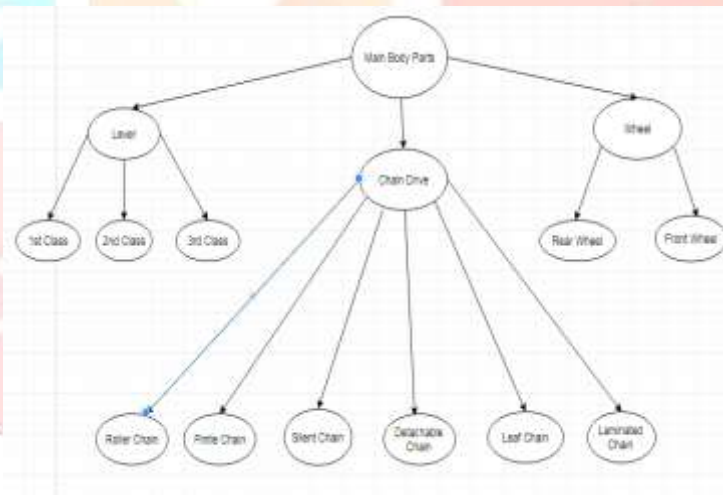 Main Body Parts
Lever
Wheel
Chain Drive
1st Class
2nd Class
3rd Class
Rear Wheel
Front Wheel
Roller Chain
Pintle Chain
Silent Chain
Detachable
Chain
Leaf Chain
Laminated
Chain